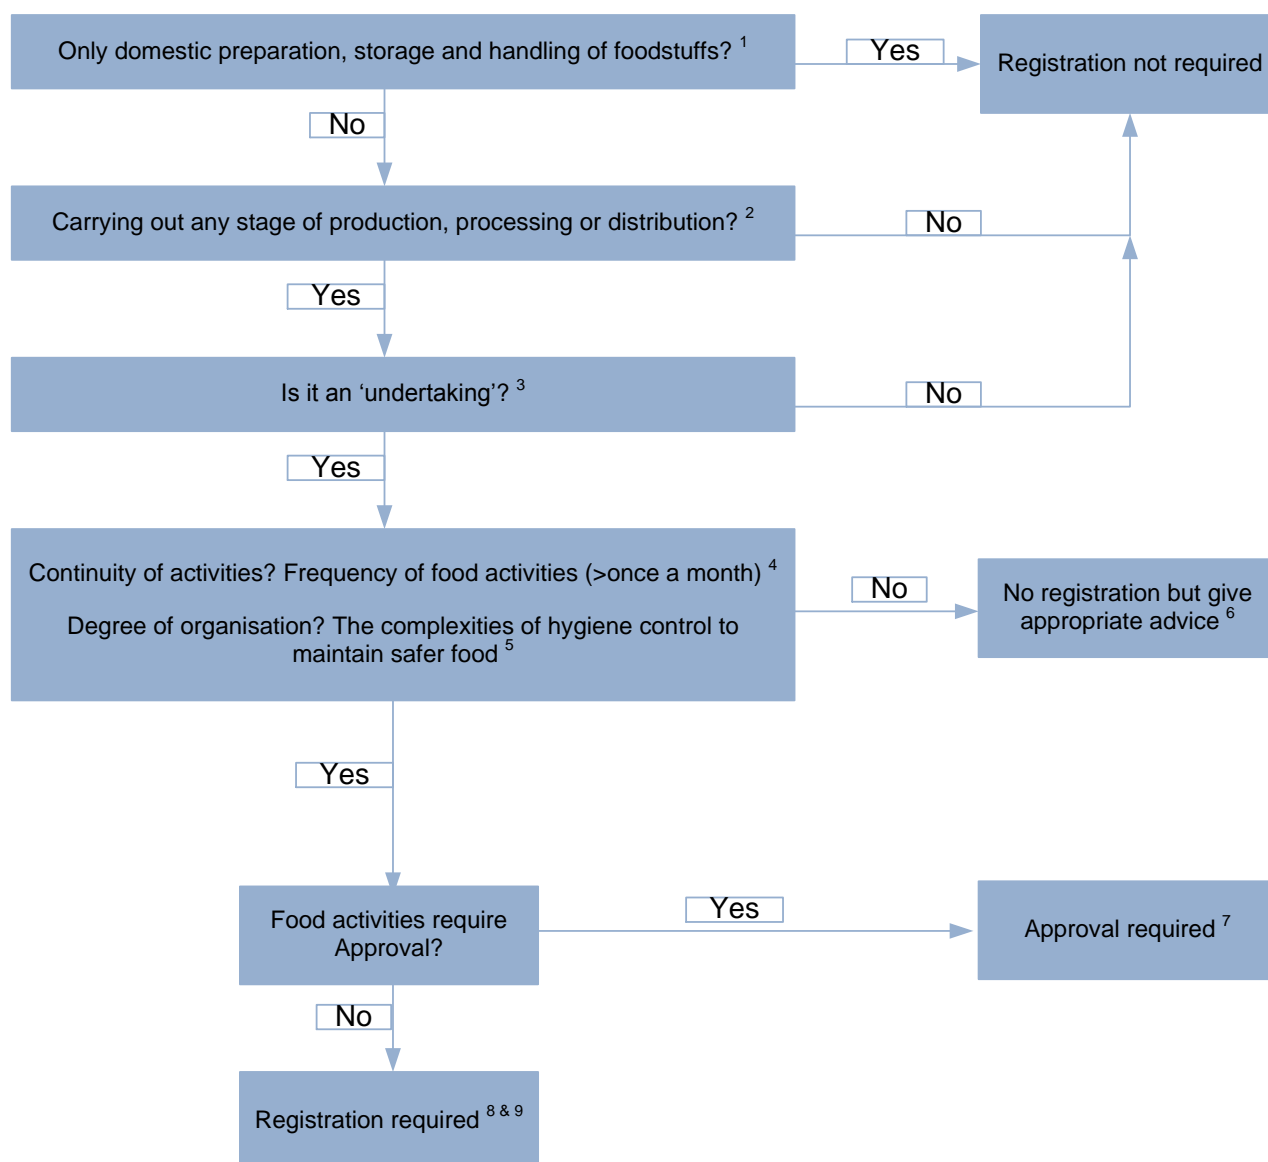 Only domestic preparation, storage and handling of foodstuffs? 1
Yes
Registration not required
No
Carrying out any stage of production, processing or distribution? 2
No
Yes
Is it an ‘undertaking’? 3
No
Yes
Continuity of activities? Frequency of food activities (>once a month) 4
Degree of organisation? The complexities of hygiene control to
maintain safer food 5
No
No registration but give
appropriate advice 6
Yes
Food activities require
Approval?
Yes
Approval required 7
No
Registration required 8 & 9